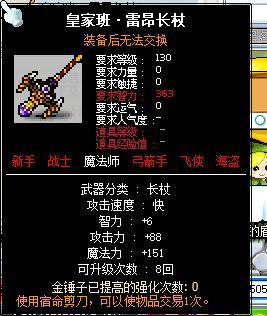 皇家班·雷昂长杖
装备后无法交换
要求等级： 130
要求力量： 0
要求敏捷： 0
要求智力： 363
要求运气： 0
要求人气度： -
道具等级： -
道具经验值： -
新手 战士 魔法师 弓箭手 飞侠 海盗
武器分类 : 长杖
攻击速度 : 快
智力 : +6
攻击力 : +88
魔法力 : +151
可升级次数 : 8回
金锤子已提高的强化次数: 0
使用宿命剪刀，可以使物品交易1次。